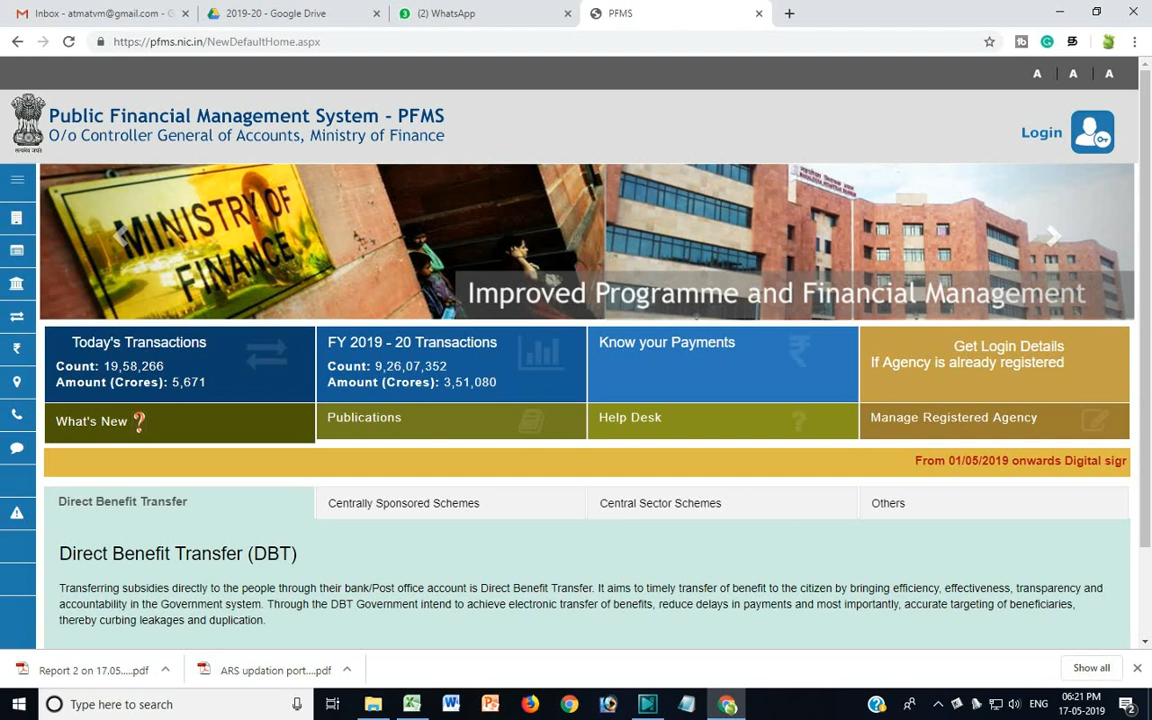 Inbox - atmatvm@gmail.com - G
2019-20 - Google Drive
(2) WhatsApp
PFMS
https://pfms.nic.in/NewDefaultHome.aspx
A | A | A
Public Financial Management System - PFMS
O/o Controller General of Accounts, Ministry of Finance
सत्यमेव जयते
Login
MINISTRY OF
FINANCE
Improved Programme and Financial Management
Today's Transactions
Count: 19,58,266
Amount (Crores): 5,671
FY 2019 - 20 Transactions
Count: 9,26,07,352
Amount (Crores): 3,51,080
Know your Payments
Get Login Details
If Agency is already registered
What's New ?
Publications
Help Desk
Manage Registered Agency
From 01/05/2019 onwards Digital sigr
Direct Benefit Transfer
Centrally Sponsored Schemes
Central Sector Schemes
Others
Direct Benefit Transfer (DBT)
Transferring subsidies directly to the people through their bank/Post office account is Direct Benefit Transfer. It aims to timely transfer of benefit to the citizen by bringing efficiency, effectiveness, transparency and
accountability in the Government system. Through the DBT Government intend to achieve electronic transfer of benefits, reduce delays in payments and most importantly, accurate targeting of beneficiaries,
thereby curbing leakages and duplication.
Report 2 on 17.05.....pdf
ARS updation port....pdf
Show all
Type here to search
ENG
06:21 PM
17-05-2019
2